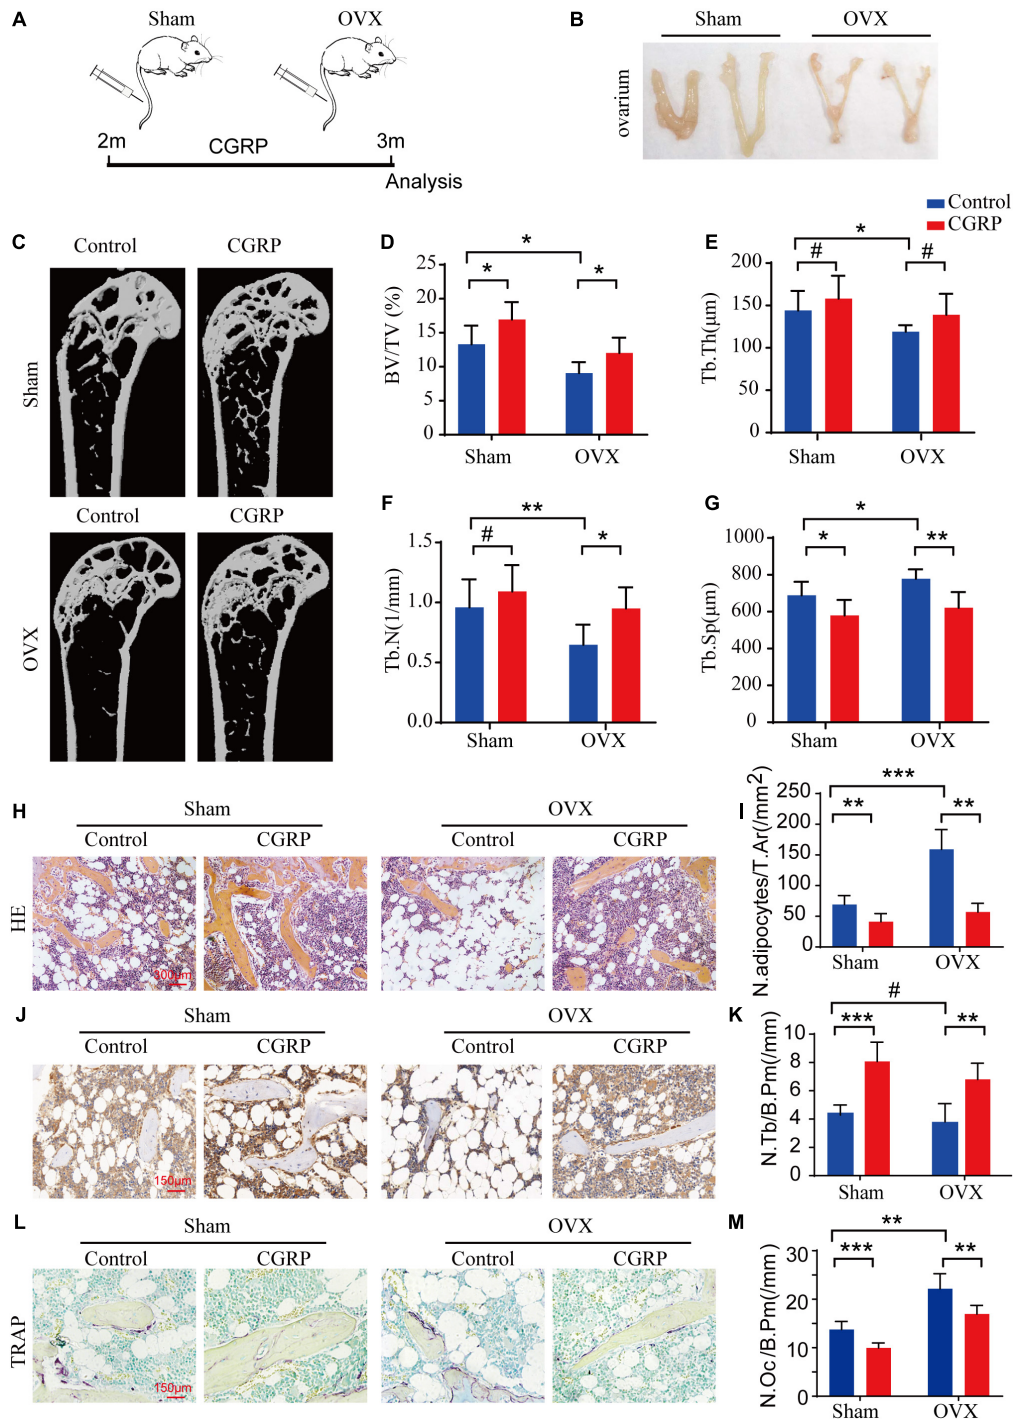 A
Sham OVX
2m CGRP 3m
Analysis
B
Sham OVX
ovarium
Control
CGRP
C
Control CGRP
Sham
Control CGRP
OVX
D
* * *
BV/TV (%)
25
20
15
10
5
0
Sham OVX
E
* # #
Tb.Th(μm)
200
150
100
50
0
Sham OVX
F
** # *
Tb.N(1/mm)
1.5
1.0
0.5
0.0
Sham OVX
G
* * **
Tb.Sp(μm)
1000
800
600
400
200
0
Sham OVX
H
Sham OVX
Control CGRP Control CGRP
HE
300μm
I
*** ** **
N.adipocytes/T.Ar(/mm2)
250
200
150
100
50
0
Sham OVX
J
Sham OVX
Control CGRP Control CGRP
150μm
K
# *** **
N.Tb/B.Pm(/mm)
10
8
6
4
2
0
Sham OVX
L
Sham OVX
Control CGRP Control CGRP
TRAP
150μm
M
** *** **
N.Oc/B.Pm(/mm)
30
20
10
0
Sham OVX